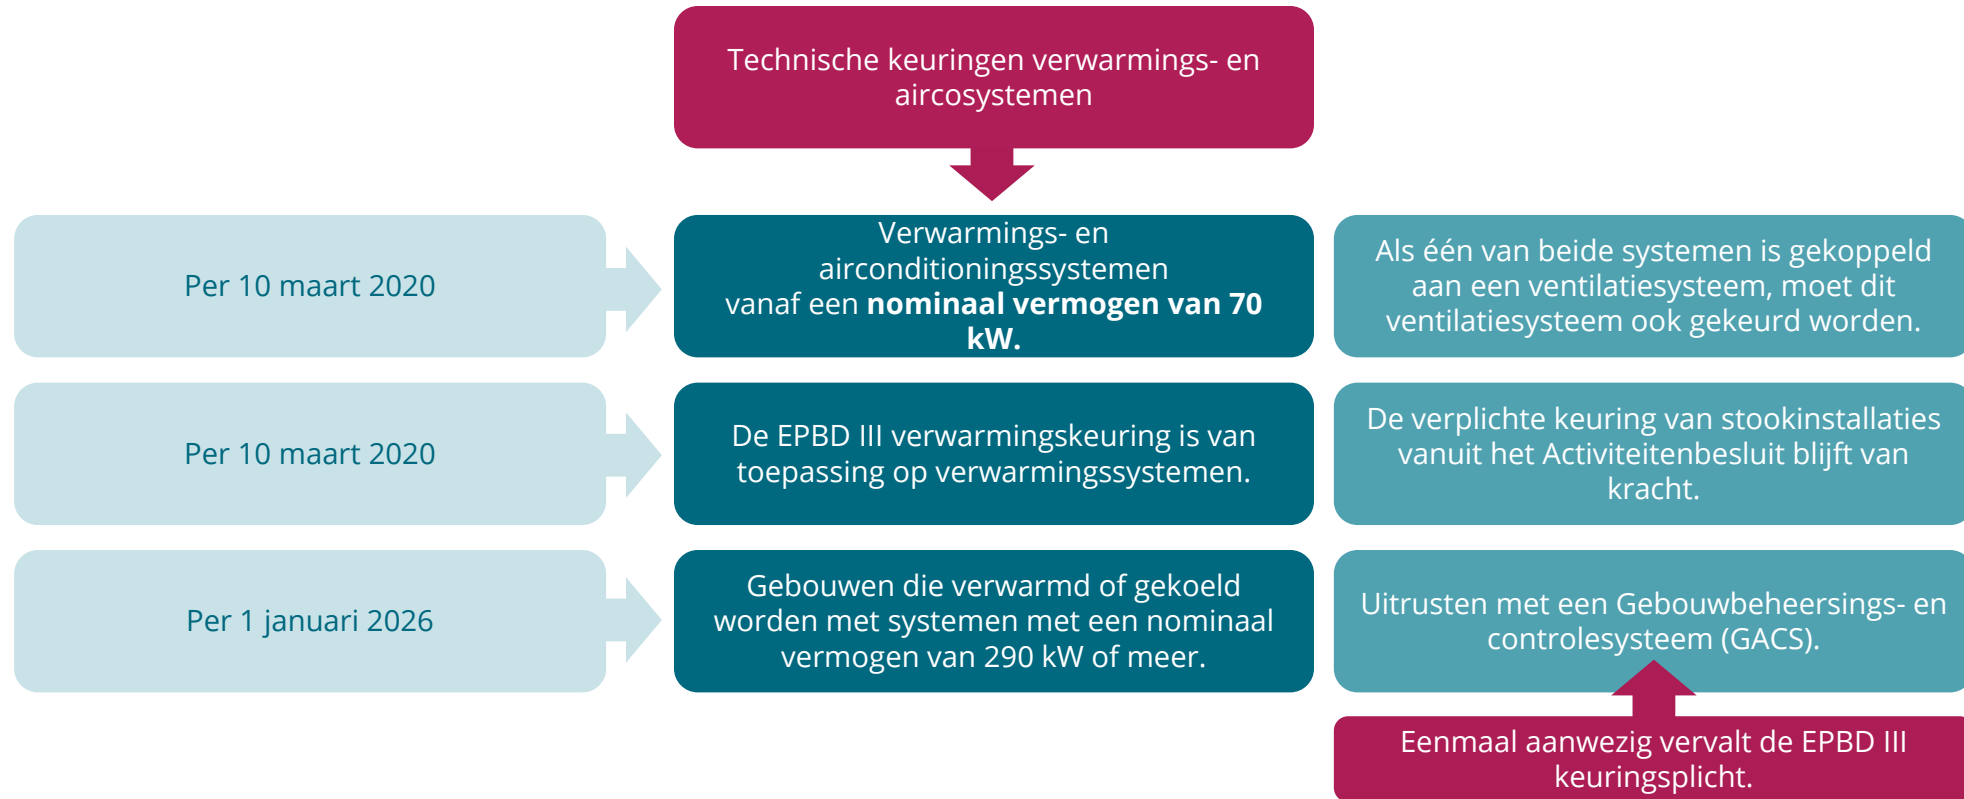 Technische keuringen verwarmings- en
aircosystemen
Per 10 maart 2020
Verwarmings- en
airconditioningssystemen
vanaf een nominaal vermogen van 70
kW.
Als één van beide systemen is gekoppeld
aan een ventilatiesysteem, moet dit
ventilatiesysteem ook gekeurd worden.
Per 10 maart 2020
De EPBD III verwarmingskeuring is van
toepassing op verwarmingssystemen.
De verplichte keuring van stookinstallaties
vanuit het Activiteitenbesluit blijft van
kracht.
Per 1 januari 2026
Gebouwen die verwarmd of gekoeld
worden met systemen met een nominaal
vermogen van 290 kW of meer.
Uitrusten met een Gebouwbeheersings- en
controlesysteem (GACS).
Eenmaal aanwezig vervalt de EPBD III
keuringsplicht.